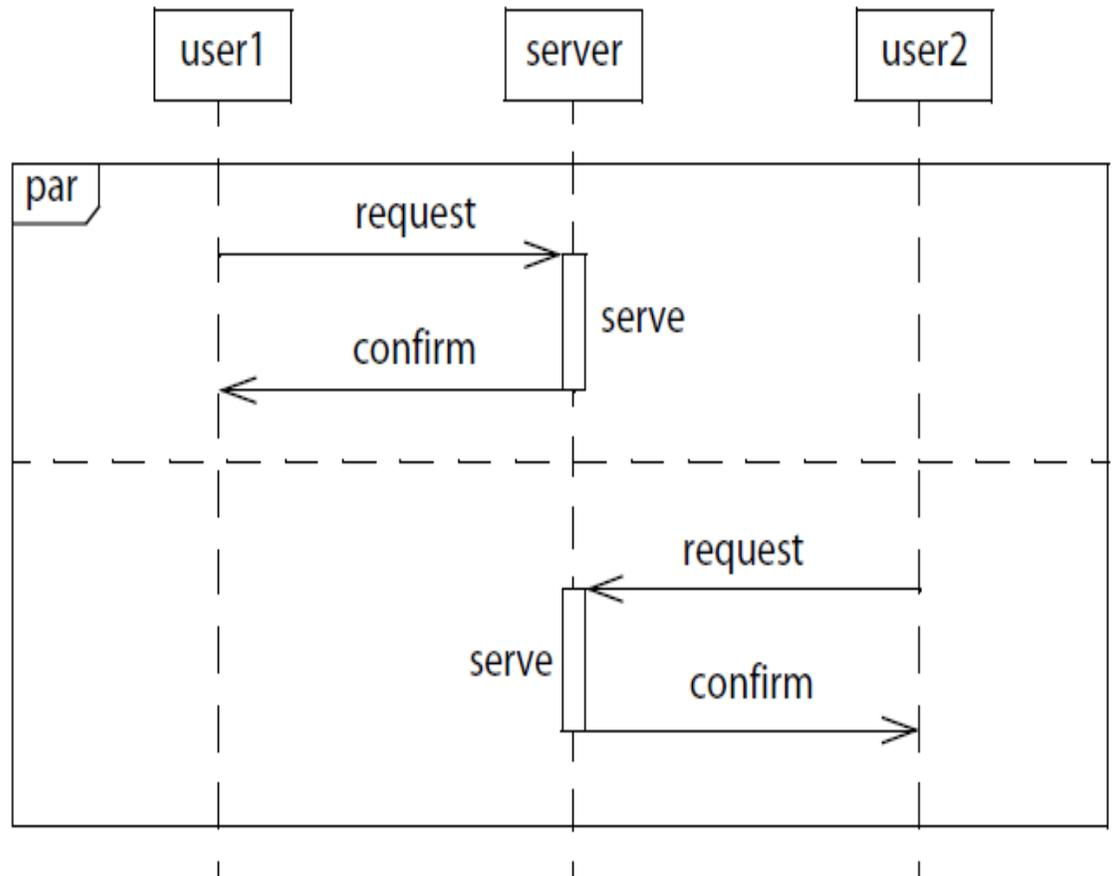 user1
server
user2
par
request
serve
confirm
request
serve
confirm